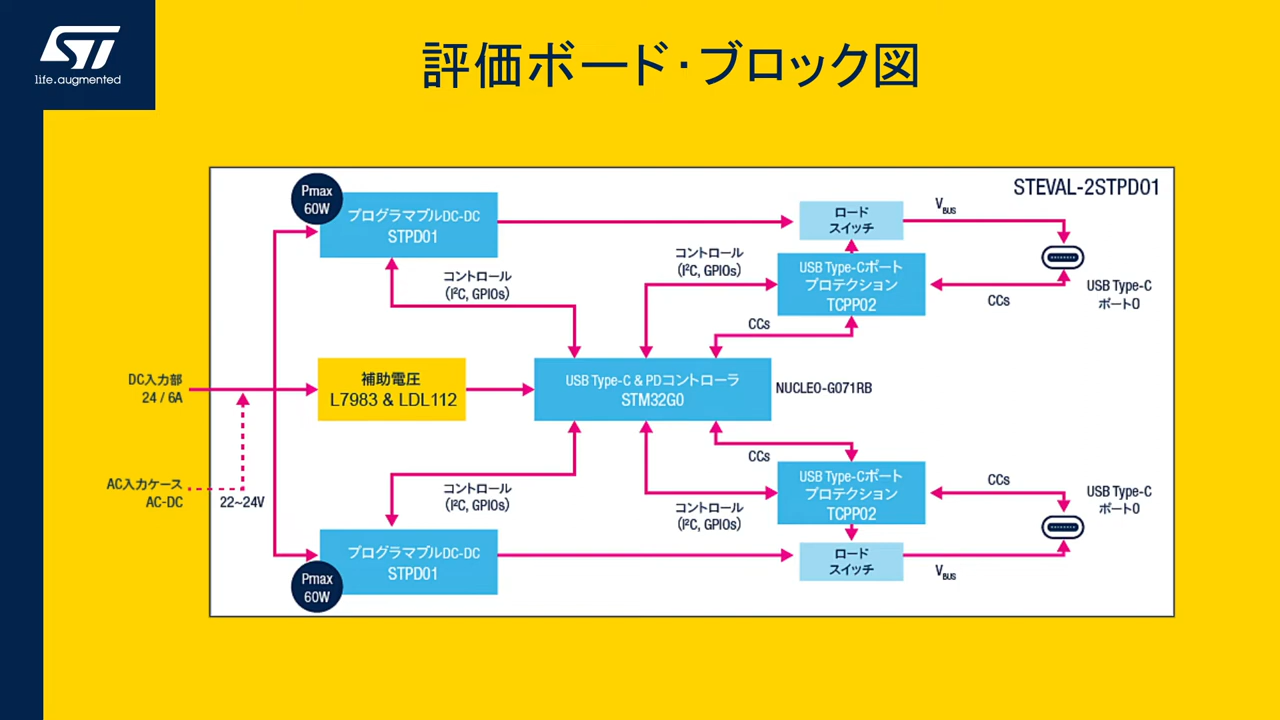 life.augmented
評価ボード・ブロック図
STEVAL-2STPD01
Pmax
60W
プログラマブルDC-DC
STPD01
ロード
スイッチ
VBUS
コントロール
(I²C, GPIOs)
コントロール
(I²C, GPIOs)
USB Type-Cポート
プロテクション
TCPP02
CCs
USB Type-C
ポート0
CCs
DC入力部
24 / 6A
補助電圧
L7983 & LDL112
USB Type-C & PDコントローラ
STM32G0
NUCLEO-G071RB
AC入力ケース
AC-DC
22~24V
コントロール
(I²C, GPIOs)
CCs
コントロール
(I²C, GPIOs)
USB Type-Cポート
プロテクション
TCPP02
CCs
USB Type-C
ポート0
プログラマブルDC-DC
STPD01
Pmax
60W
ロード
スイッチ
VBUS